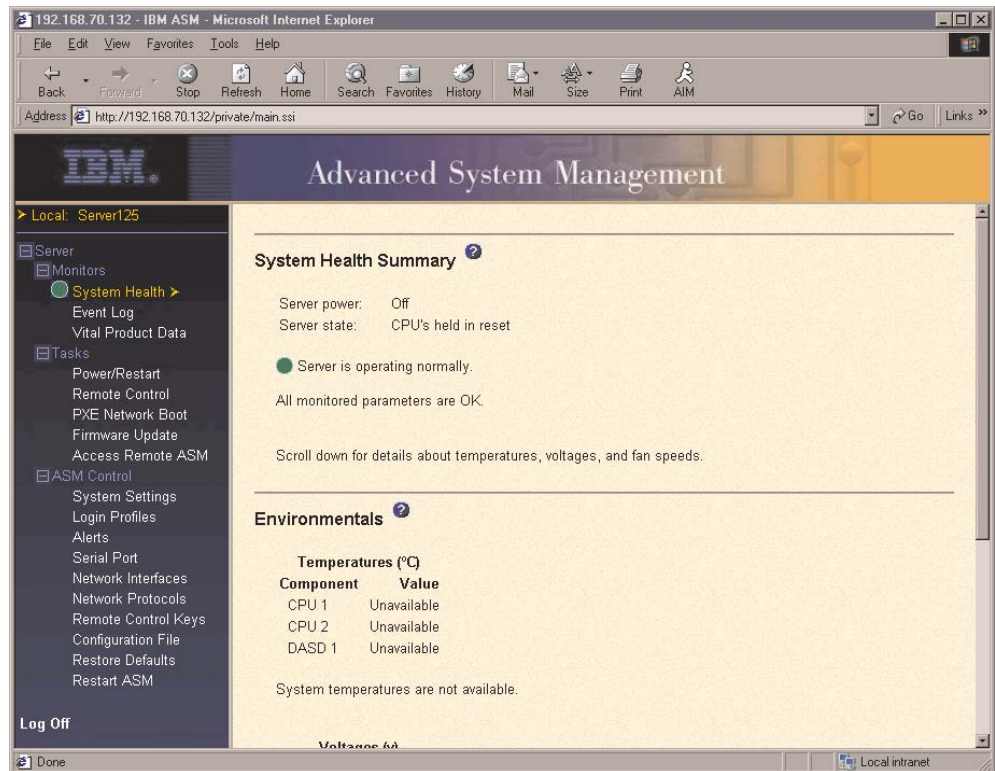 192.168.70.132 - IBM ASM - Microsoft Internet Explorer
File Edit View Favorites Tools Help
Back Forward Stop Refresh Home Search Favorites History Mail Size Print AIM
Address http://192.168.70.132/private/main.ssi Go Links »
IBM®
Advanced System Management
Local: Server125
Server
Monitors
System Health
Event Log
Vital Product Data
Tasks
Power/Restart
Remote Control
PXE Network Boot
Firmware Update
Access Remote ASM
ASM Control
System Settings
Login Profiles
Alerts
Serial Port
Network Interfaces
Network Protocols
Remote Control Keys
Configuration File
Restore Defaults
Restart ASM
Log Off
System Health Summary ?
Server power: Off
Server state: CPU's held in reset
Server is operating normally.
All monitored parameters are OK.
Scroll down for details about temperatures, voltages, and fan speeds.
Environmentals ?
Temperatures (ºC)
Component Value
CPU 1 Unavailable
CPU 2 Unavailable
DASD 1 Unavailable
System temperatures are not available.
Voltages (v)
Done Local intranet